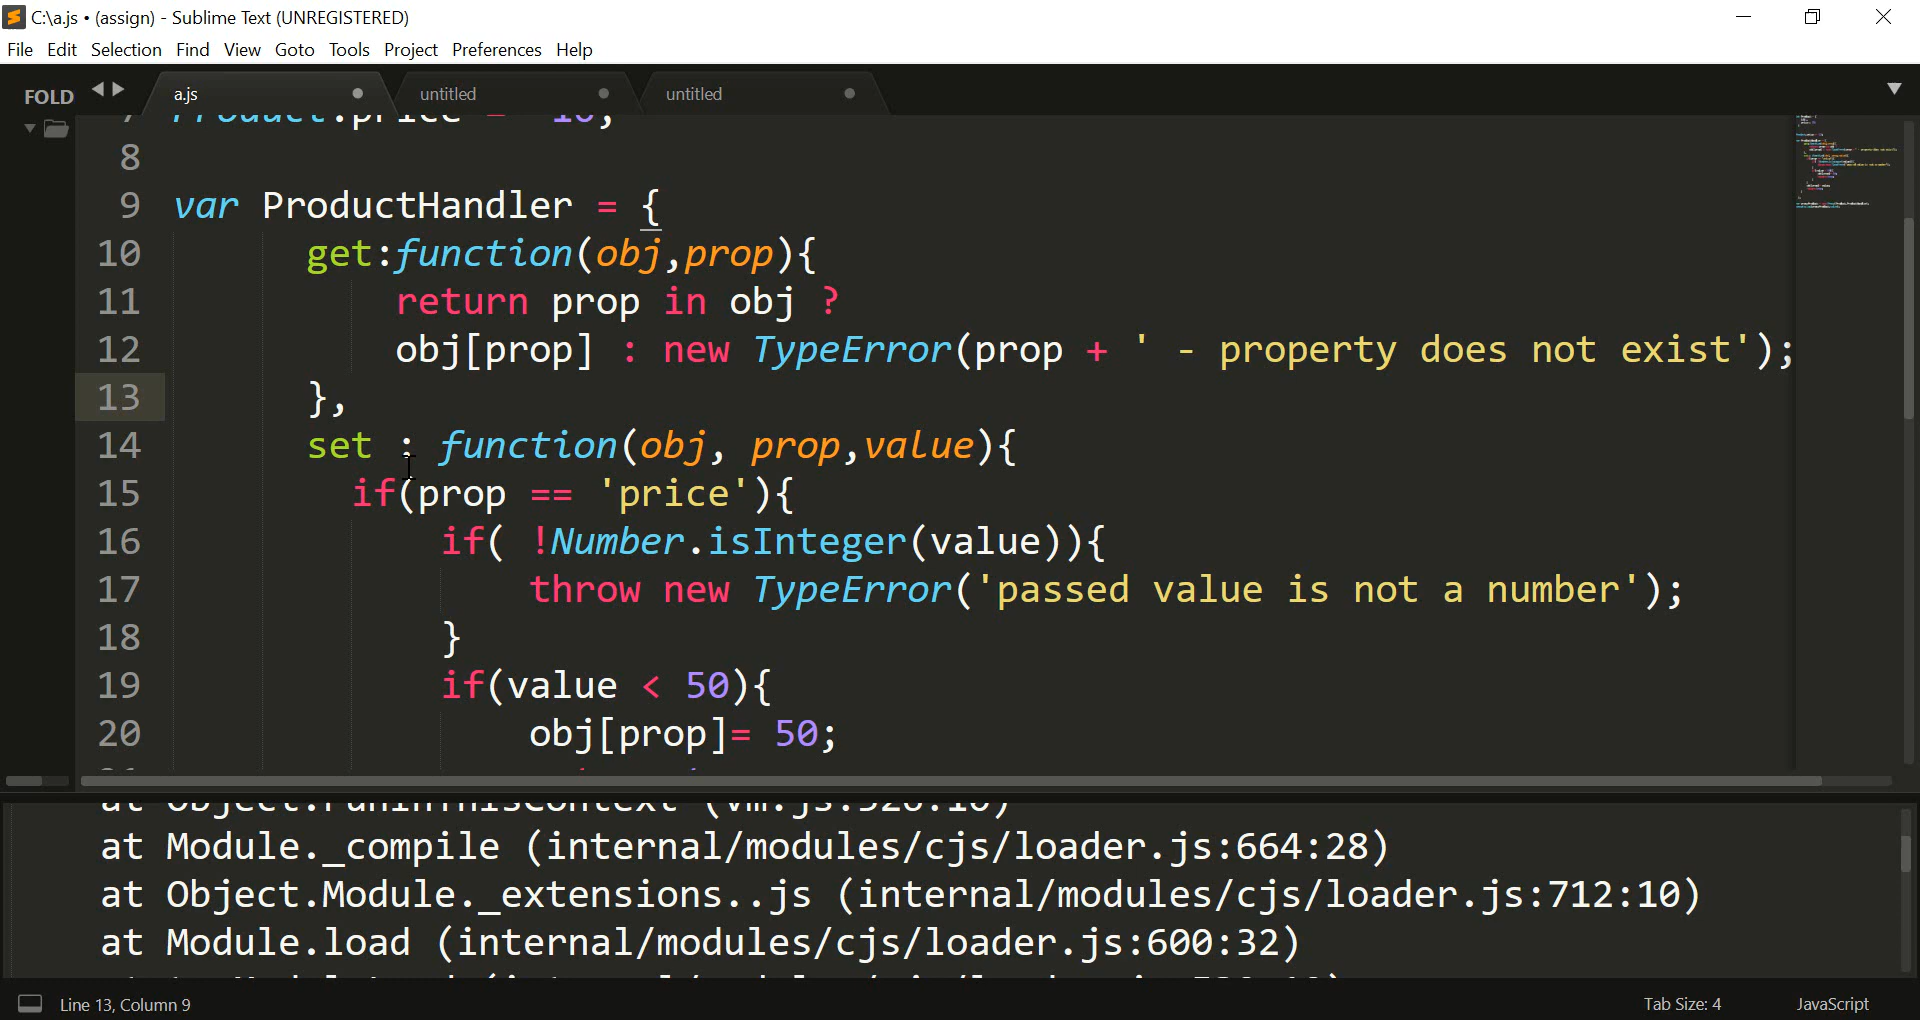 C:\a.js • (assign) - Sublime Text (UNREGISTERED)
File Edit Selection Find View Goto Tools Project Preferences Help
FOLD a.js untitled untitled
7 Product.price = 10;
8
9 var ProductHandler = {
10 get:function(obj,prop){
11 return prop in obj ?
12 obj[prop] : new TypeError(prop + ' - property does not exist');
13 },
14 set : function(obj, prop,value){
15 if(prop == 'price'){
16 if( !Number.isInteger(value)){
17 throw new TypeError('passed value is not a number');
18 }
19 if(value < 50){
20 obj[prop]= 50;
at Module._compile (internal/modules/cjs/loader.js:664:28)
at Object.Module._extensions..js (internal/modules/cjs/loader.js:712:10)
at Module.load (internal/modules/cjs/loader.js:600:32)
Line 13, Column 9 Tab Size: 4 JavaScript